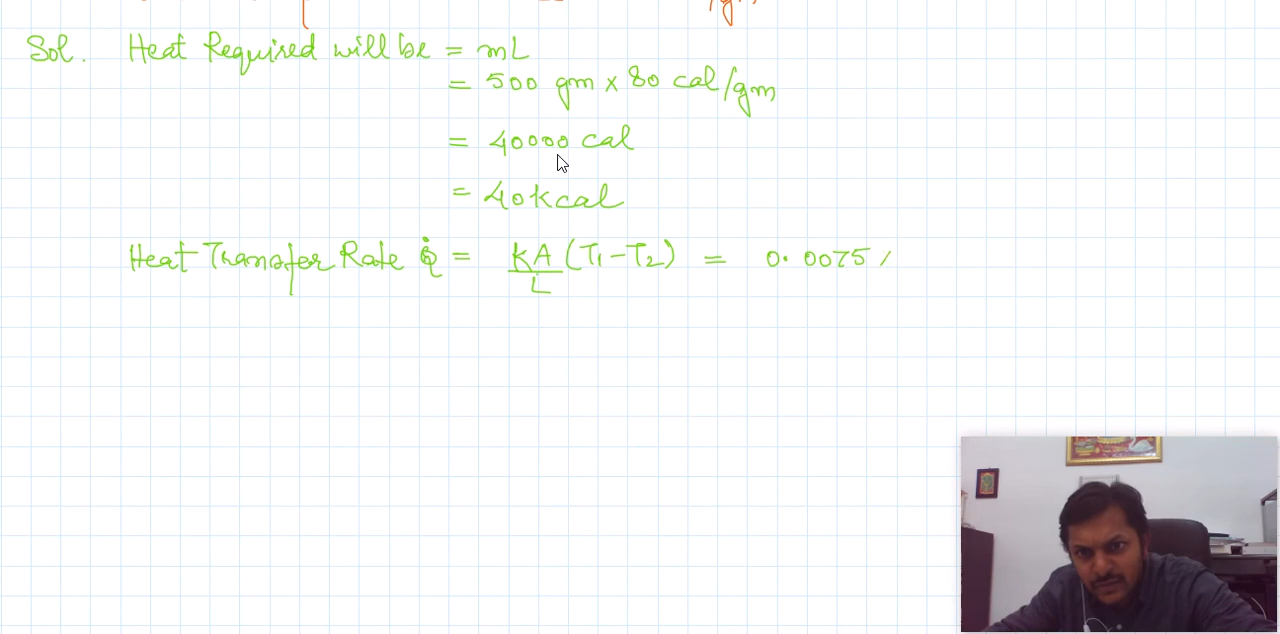 Sol. Heat Required will be = mL
= 500 gm x 80 cal/gm
= 40000 cal
= 40kcal
Heat Transfer Rate Q̇ = KA/L (T₁-T₂) = 0.0075